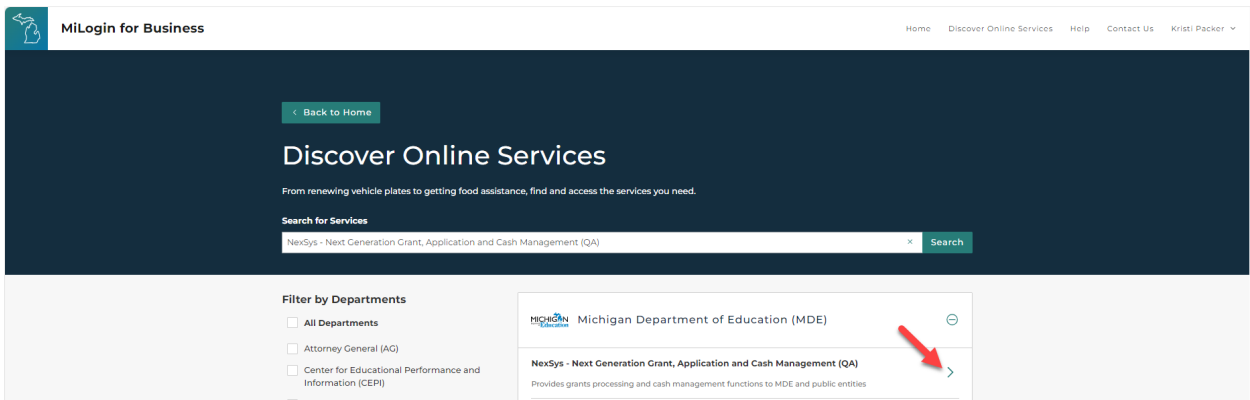 MiLogin for Business
Home Discover Online Services Help Contact Us Kristi Packer
Back to Home
Discover Online Services
From renewing vehicle plates to getting food assistance, find and access the services you need.
Search for Services
NexSys - Next Generation Grant, Application and Cash Management (QA) × Search
Filter by Departments
All Departments
Attorney General (AG)
Center for Educational Performance and
Information (CEPI)
MICHIGAN
Education
Michigan Department of Education (MDE)
NexSys - Next Generation Grant, Application and Cash Management (QA)
Provides grants processing and cash management functions to MDE and public entities